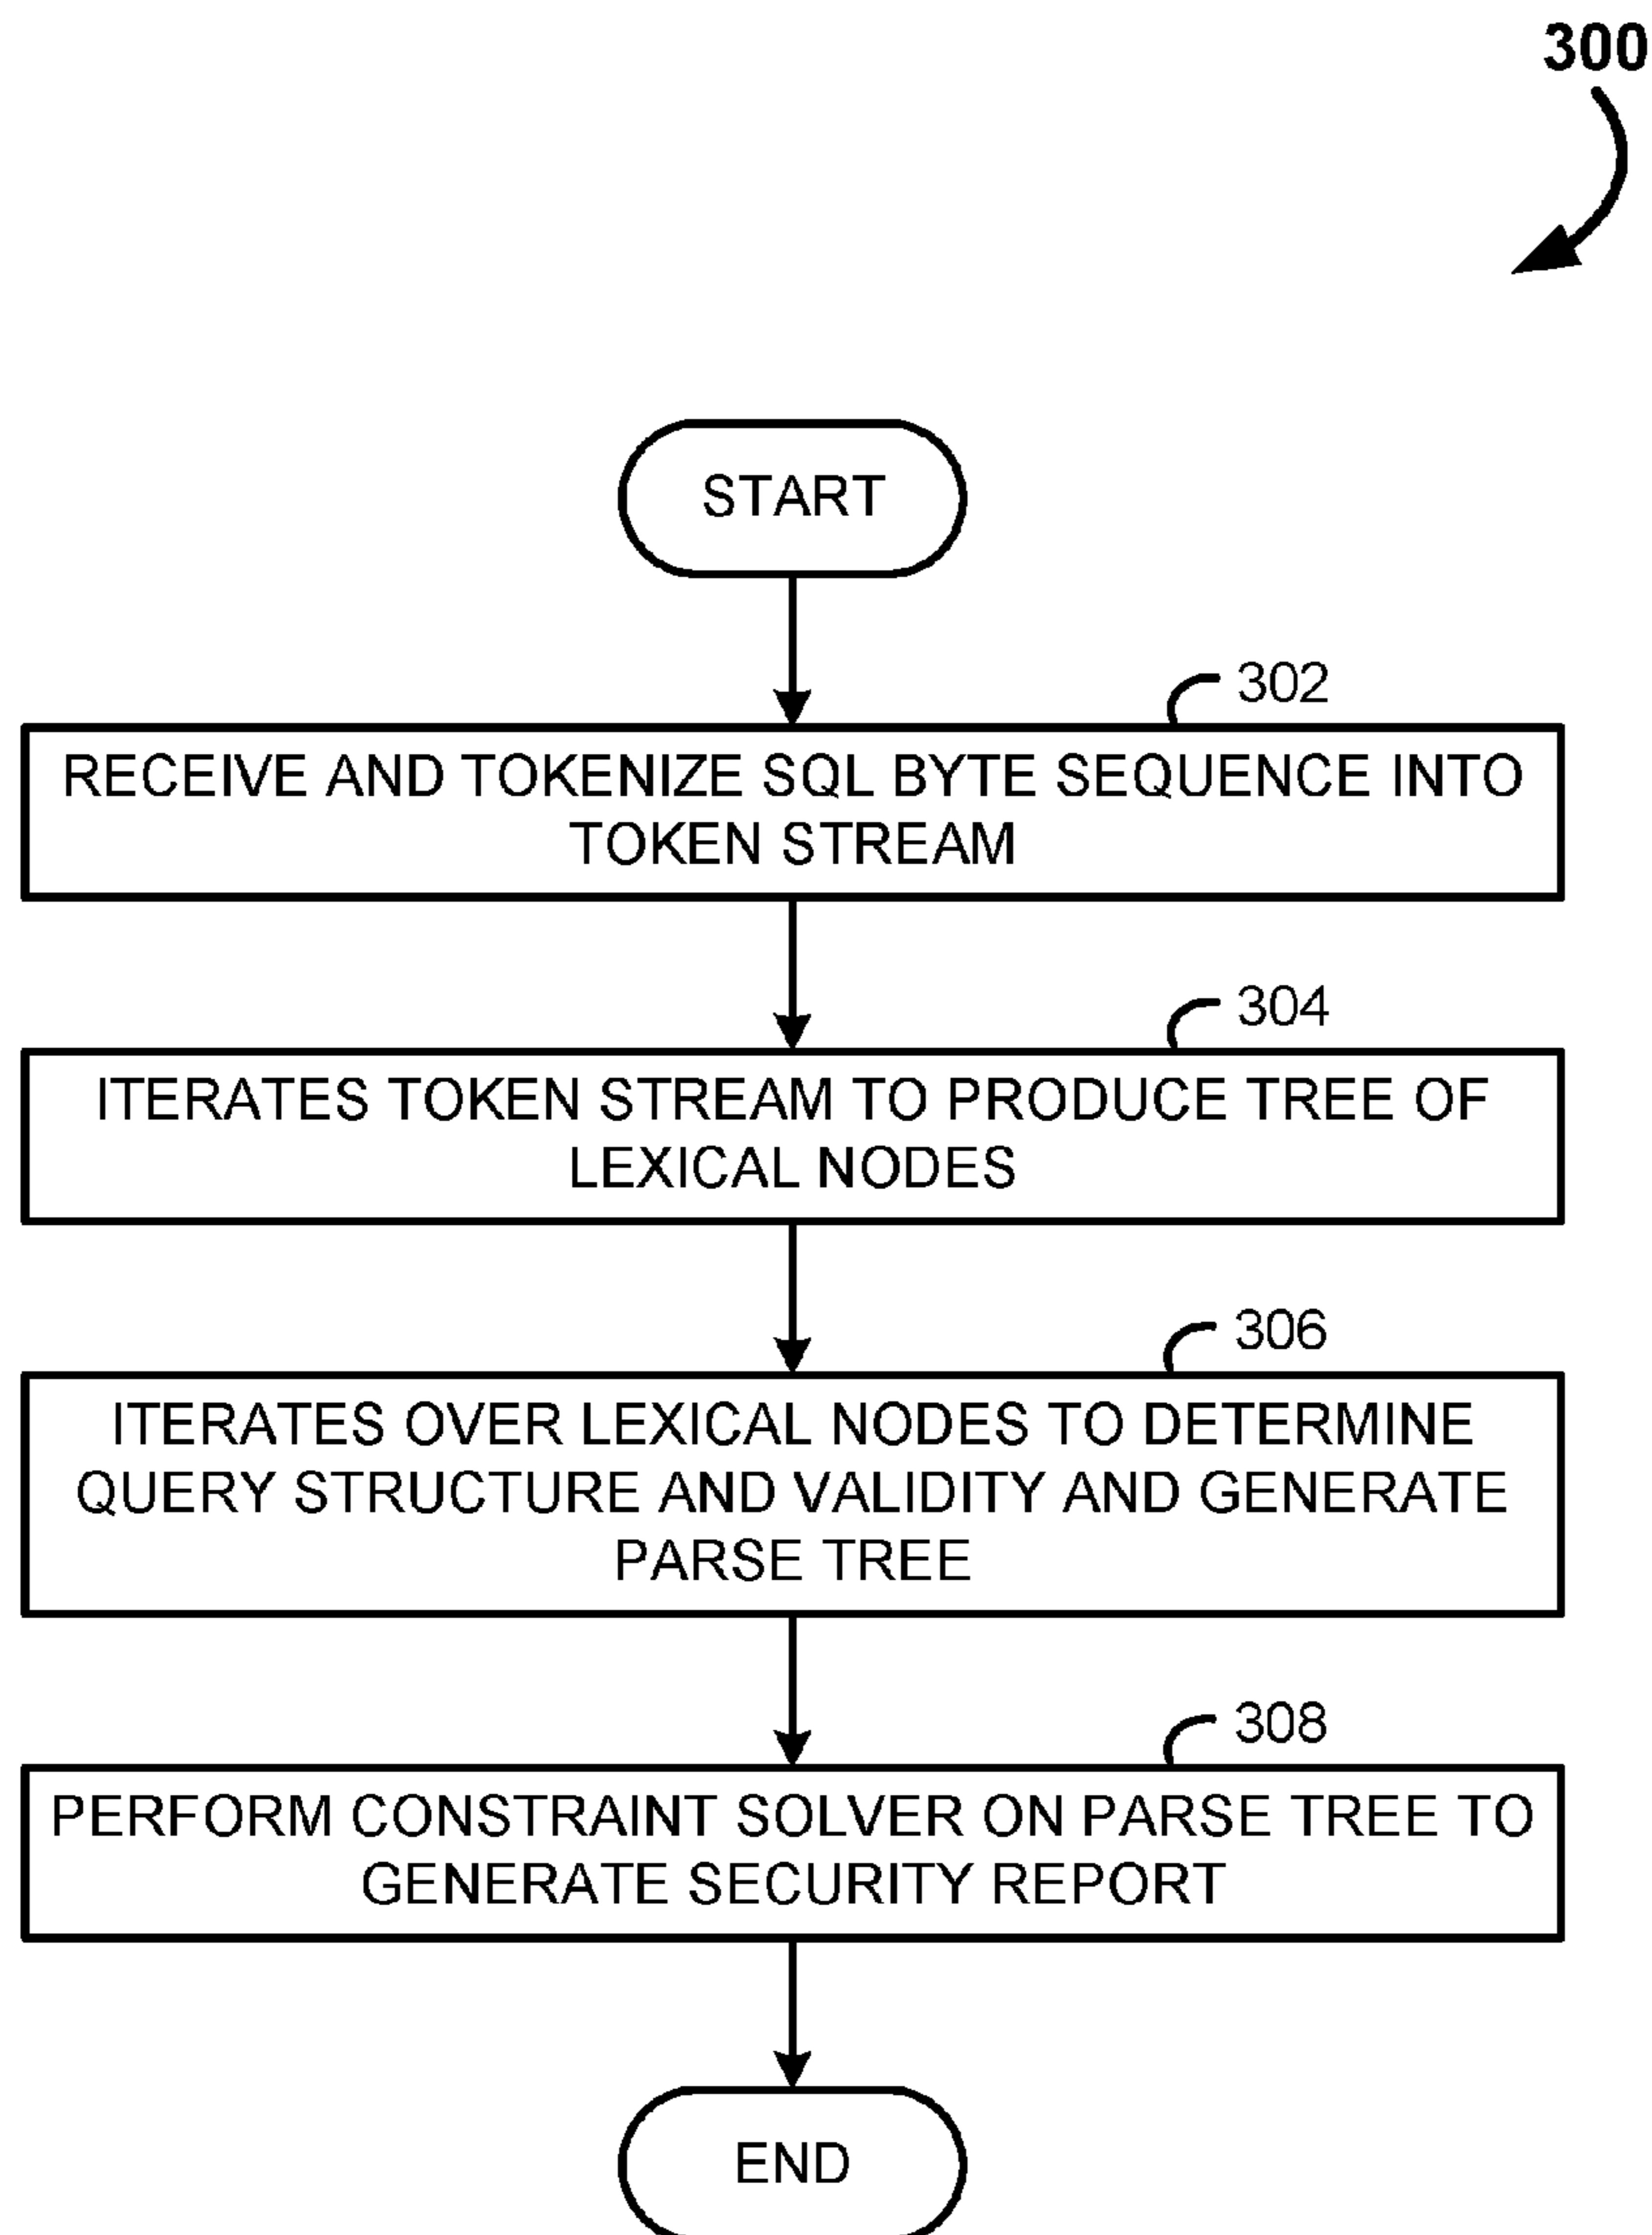 300
START
302
RECEIVE AND TOKENIZE SQL BYTE SEQUENCE INTO
TOKEN STREAM
304
ITERATES TOKEN STREAM TO PRODUCE TREE OF
LEXICAL NODES
306
ITERATES OVER LEXICAL NODES TO DETERMINE
QUERY STRUCTURE AND VALIDITY AND GENERATE
PARSE TREE
308
PERFORM CONSTRAINT SOLVER ON PARSE TREE TO
GENERATE SECURITY REPORT
END